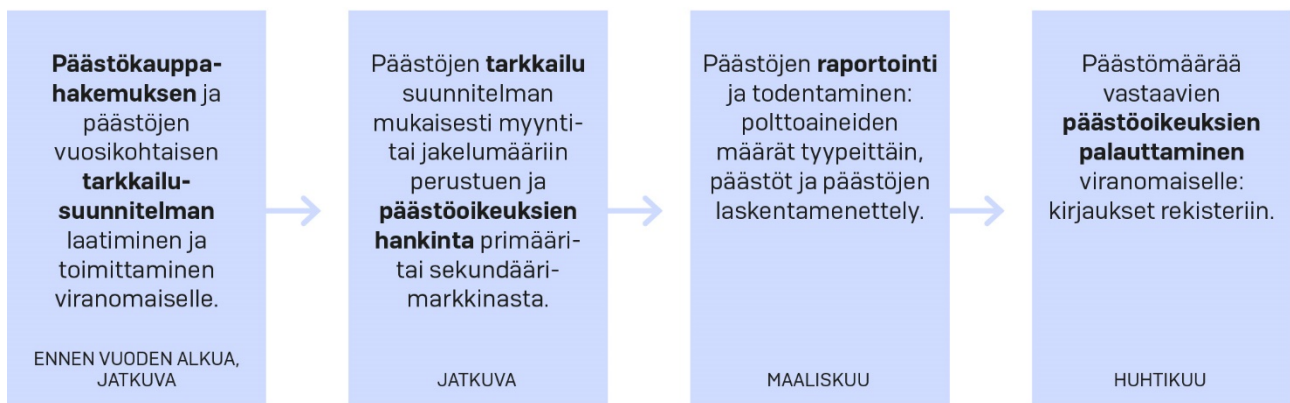 Päästökauppa-
hakemuksen ja
päästöjen
vuosikohtaisen
tarkkailu-
suunnitelman
laatiminen ja
toimittaminen
viranomaiselle.
ENNEN VUODEN ALKUA,
JATKUVA
Päästöjen tarkkailu
suunnitelman
mukaisesti myynti-
tai jakelumääriin
perustuen ja
päästöoikeuksien
hankinta primääri-
tai sekundääri-
markkinasta.
JATKUVA
Päästöjen raportointi
ja todentaminen:
polttoaineiden
määrät tyypeittäin,
päästöt ja päästöjen
laskentamenettely.
MAALISKUU
Päästömäärää
vastaavien
päästöoikeuksien
palauttaminen
viranomaiselle:
kirjaukset rekisteriin.
HUHTIKUU